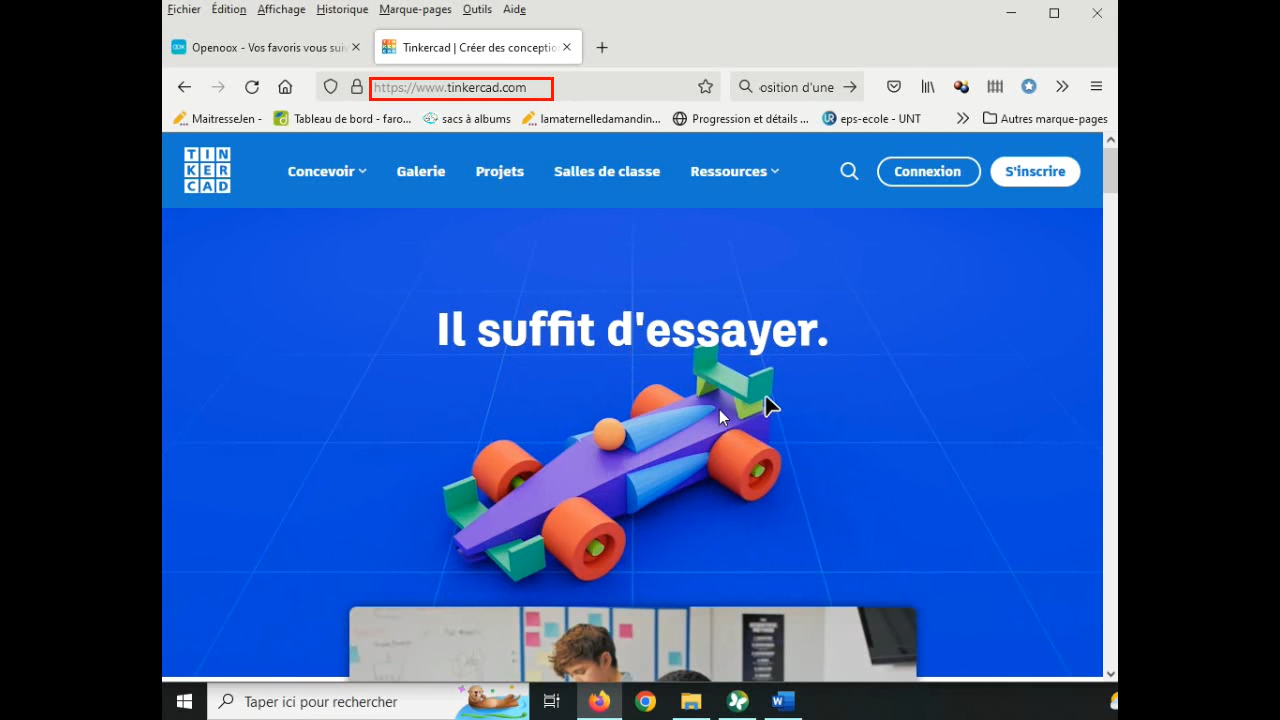 Fichier Édition Affichage Historique Marque-pages Outils Aide
Openoox - Vos favoris vous suiv
Tinkercad | Créer des conceptio
https://www.tinkercad.com
osition d'une
Maitresselen -
Tableau de bord - faro...
sacs à albums
lamaternelledamandin...
Progression et détails ...
eps-ecole - UNT
Autres marque-pages
TIN
KER
CAD
Concevoir
Galerie
Projets
Salles de classe
Ressources
Connexion
S'inscrire
Il suffit d'essayer.
Taper ici pour rechercher